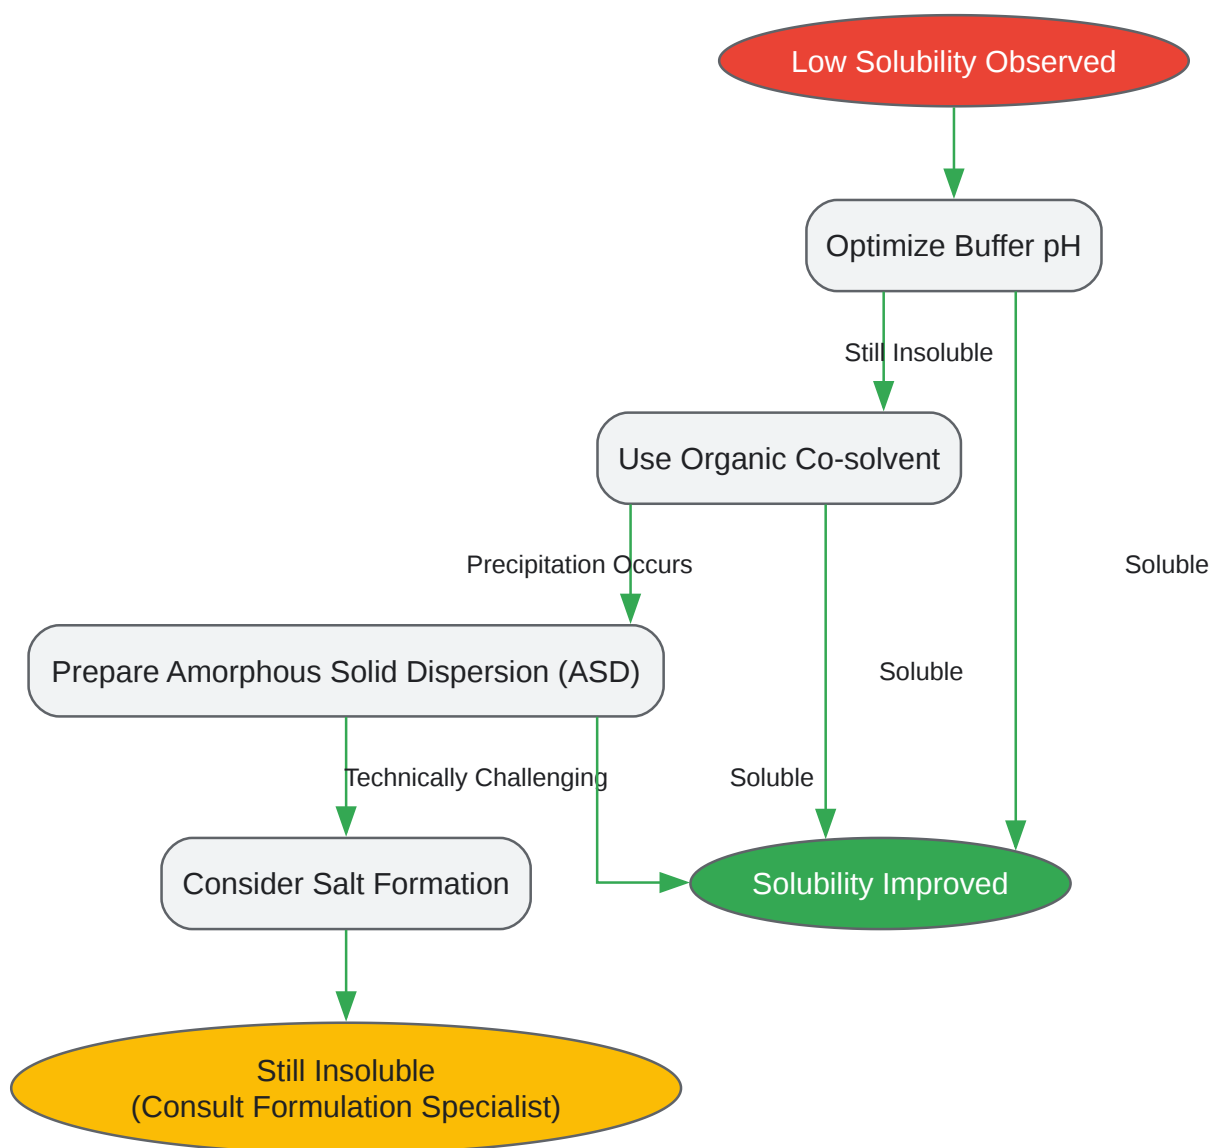 Low Solubility Observed
Optimize Buffer pH
Still Insoluble
Use Organic Co-solvent
Precipitation Occurs
Soluble
Prepare Amorphous Solid Dispersion (ASD)
Soluble
Technically Challenging
Soluble
Consider Salt Formation
Solubility Improved
Still Insoluble
(Consult Formulation Specialist)